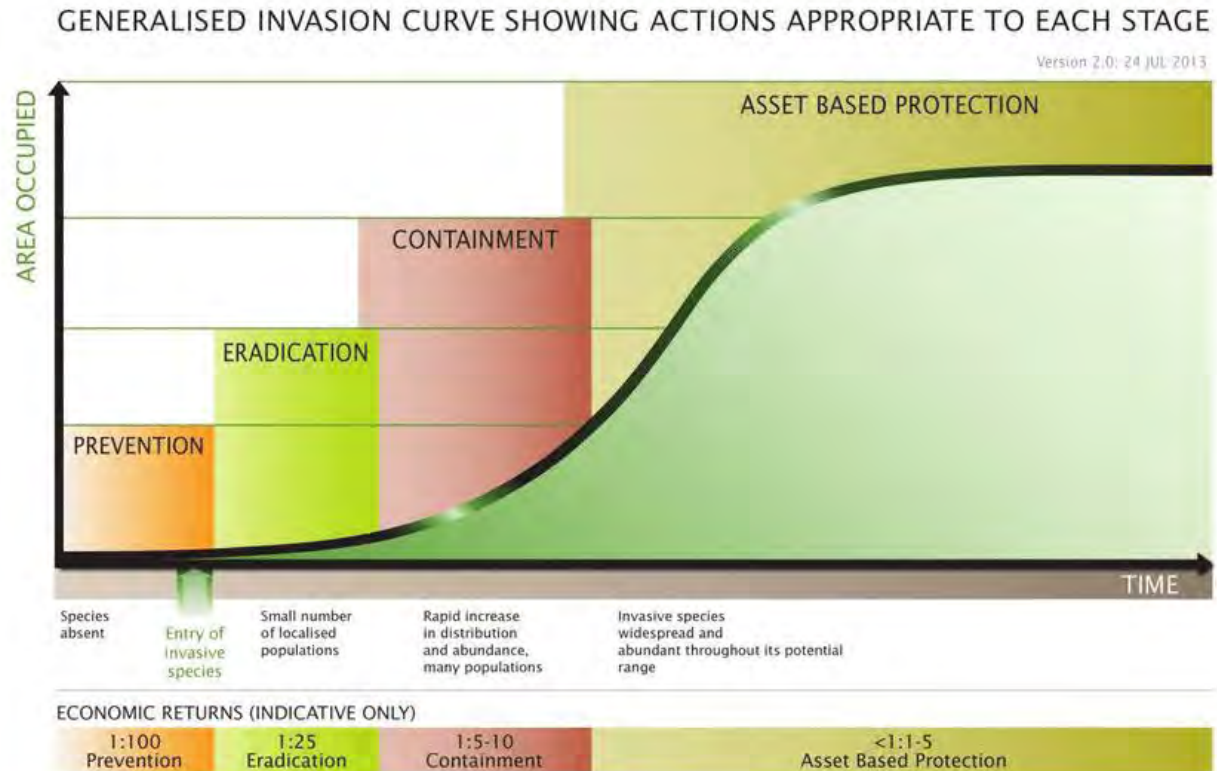 GENERALISED INVASION CURVE SHOWING ACTIONS APPROPRIATE TO EACH STAGE
Version 2.0: 24 JUL 2013
AREA OCCUPIED
ASSET BASED PROTECTION
CONTAINMENT
ERADICATION
PREVENTION
TIME
Species
absent
Entry of
invasive
species
Small number
of localised
populations
Rapid increase
in distribution
and abundance,
many populations
Invasive species
widespread and
abundant throughout its potential
range
ECONOMIC RETURNS (INDICATIVE ONLY)
1:100
Prevention
1:25
Eradication
1:5-10
Containment
<1:1-5
Asset Based Protection